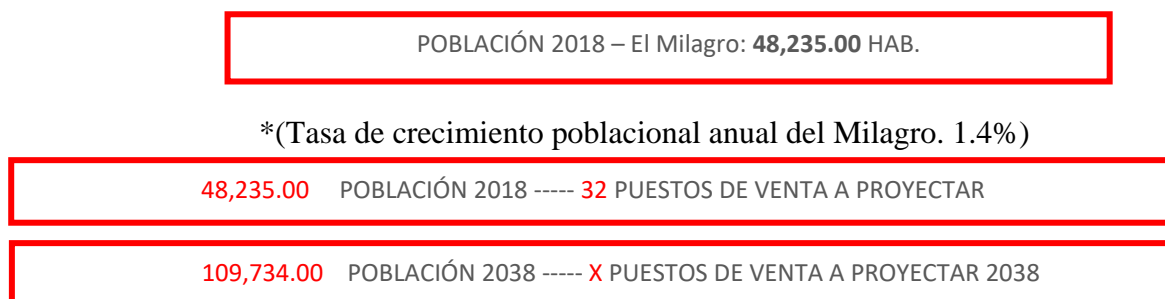 POBLACIÓN 2018 – El Milagro: 48,235.00 HAB.
*(Tasa de crecimiento poblacional anual del Milagro. 1.4%)
48,235.00 POBLACIÓN 2018 ----- 32 PUESTOS DE VENTA A PROYECTAR
109,734.00 POBLACIÓN 2038 ----- X PUESTOS DE VENTA A PROYECTAR 2038